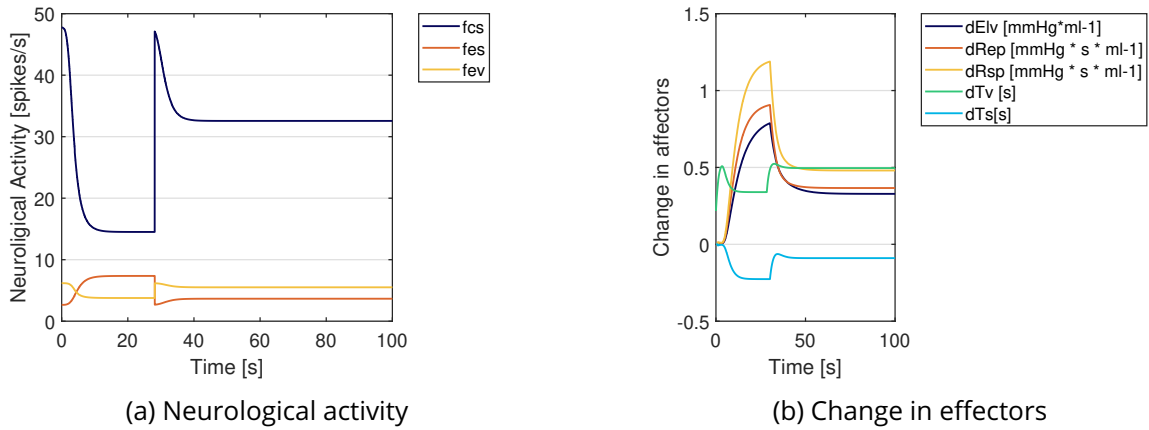 50
40
30
20
10
0
0
20
40
60
80
100
Neurological Activity [spikes/s]
Time [s]
fcs
fes
fev
(a) Neurological activity
1.5
1
0.5
0
-0.5
0
50
100
Change in affectors
Time [s]
dElv [mmHg*ml-1]
dRep [mmHg * s * ml-1]
dRsp [mmHg * s * ml-1]
dTv [s]
dTs[s]
(b) Change in effectors